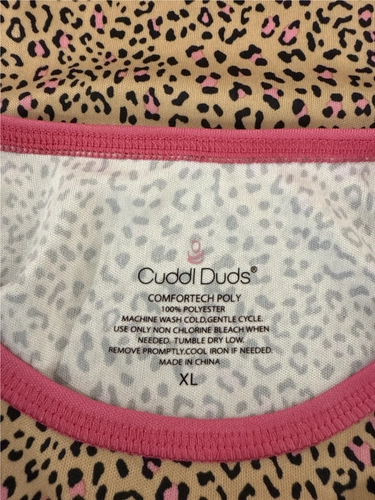 Cuddl Duds®
COMFORTECH POLY
100% POLYESTER
MACHINE WASH COLD,GENTLE CYCLE.
USE ONLY NON CHLORINE BLEACH WHEN
NEEDED. TUMBLE DRY LOW.
REMOVE PROMPTLY,COOL IRON IF NEEDED.
MADE IN CHINA
XL